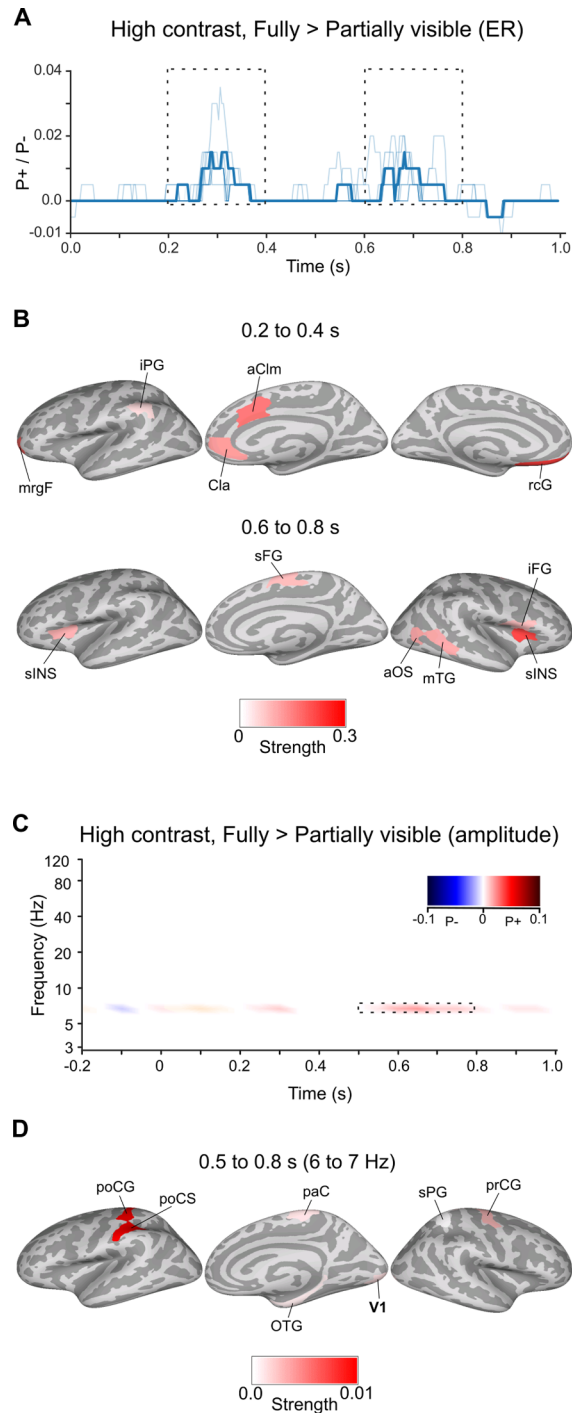 A
High contrast, Fully > Partially visible (ER)
0.04
0.02
0.0
-0.01
P+ / P-
0.0 0.2 0.4 0.6 0.8 1.0
Time (s)
B
0.2 to 0.4 s
iPG
aClm
mrgF
Cla
rcG
0.6 to 0.8 s
sFG
iFG
sINS
aOS
mTG
sINS
0 0.3
Strength
C
High contrast, Fully > Partially visible (amplitude)
120
80
40
20
10
5
3
Frequency (Hz)
-0.1 P- 0 P+ 0.1
-0.2 0 0.2 0.4 0.6 0.8 1.0
Time (s)
D
0.5 to 0.8 s (6 to 7 Hz)
poCG
poCS
paC
sPG
prCG
OTG
V1
0.0 0.01
Strength